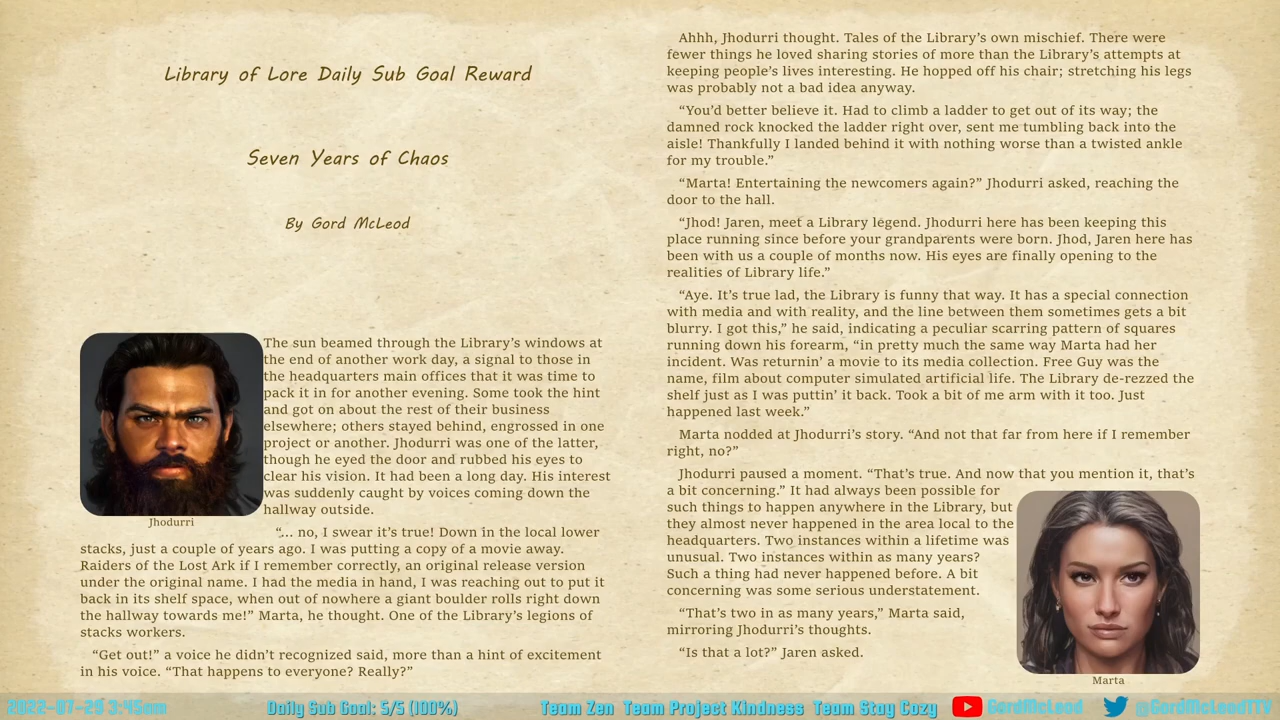 Library of Lore Daily Sub Goal Reward
Seven Years of Chaos
By Gord McLeod
The sun beamed through the Library's windows at
the end of another work day, a signal to those in
the headquarters main offices that it was time to
pack it in for another evening. Some took the hint
and got on about the rest of their business
elsewhere; others stayed behind, engrossed in one
project or another. Jhodurri was one of the latter,
though he eyed the door and rubbed his eyes to
clear his vision. It had been a long day. His interest
was suddenly caught by voices coming down the
hallway outside.
Jhodurri
“… no, I swear it’s true! Down in the local lower
stacks, just a couple of years ago. I was putting a copy of a movie away.
Raiders of the Lost Ark if I remember correctly, an original release version
under the original name. I had the media in hand, I was reaching out to put it
back in its shelf space, when out of nowhere a giant boulder rolls right down
the hallway towards me!” Marta, he thought. One of the Library’s legions of
stacks workers.
“Get out!” a voice he didn’t recognized said, more than a hint of excitement
in his voice. “That happens to everyone? Really?”
Ahhh, Jhodurri thought. Tales of the Library’s own mischief. There were
fewer things he loved sharing stories of more than the Library’s attempts at
keeping people’s lives interesting. He hopped off his chair; stretching his legs
was probably not a bad idea anyway.
“You’d better believe it. Had to climb a ladder to get out of its way; the
damned rock knocked the ladder right over, sent me tumbling back into the
aisle! Thankfully I landed behind it with nothing worse than a twisted ankle
for my trouble.”
“Marta! Entertaining the newcomers again?” Jhodurri asked, reaching the
door to the hall.
“Jhod! Jaren, meet a Library legend. Jhodurri here has been keeping this
place running since before your grandparents were born. Jhod, Jaren here has
been with us a couple of months now. His eyes are finally opening to the
realities of Library life.”
“Aye. It’s true lad, the Library is funny that way. It has a special connection
with media and with reality, and the line between them sometimes gets a bit
blurry. I got this,” he said, indicating a peculiar scarring pattern of squares
running down his forearm, “in pretty much the same way Marta had her
incident. Was returnin’ a movie to its media collection. Free Guy was the
name, film about computer simulated artificial life. The Library de-rezzed the
shelf just as I was puttin’ it back. Took a bit of me arm with it too. Just
happened last week.”
Marta nodded at Jhodurri’s story. “And not that far from here if I remember
right, no?”
Jhodurri paused a moment. “That’s true. And now that you mention it, that’s
a bit concerning.” It had always been possible for
such things to happen anywhere in the Library, but
they almost never happened in the area local to the
headquarters. Two instances within a lifetime was
unusual. Two instances within as many years?
Such a thing had never happened before. A bit
concerning was some serious understatement.
“That’s two in as many years,” Marta said,
mirroring Jhodurri’s thoughts.
“Is that a lot?” Jaren asked.
Marta
2022-07-29 3:45am Daily Sub Goal: 5/5 (100%) Team Zen Team Project Kindness Team Stay Cozy GordMcLeod @GordMcLeodTTV